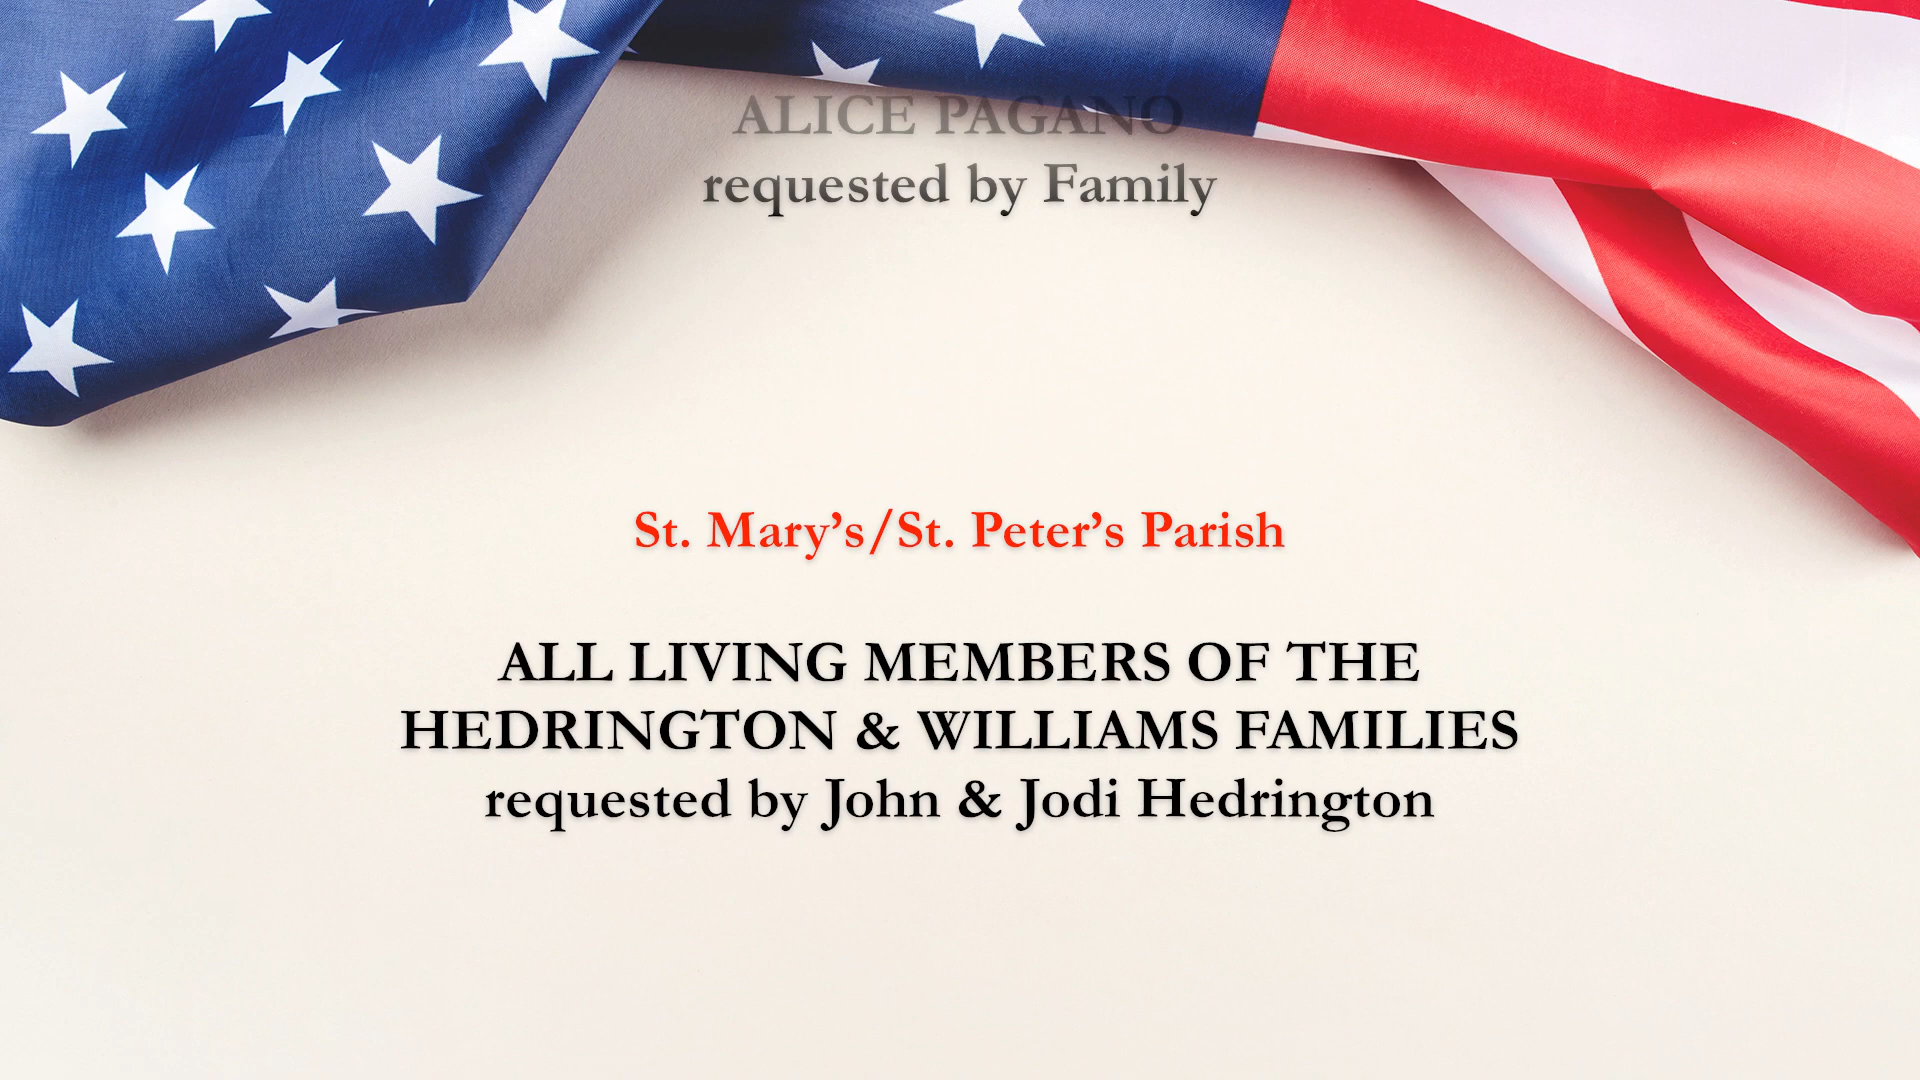 ALICE PAGANO
requested by Family
St. Mary’s/St. Peter’s Parish
ALL LIVING MEMBERS OF THE
HEDRINGTON & WILLIAMS FAMILIES
requested by John & Jodi Hedrington